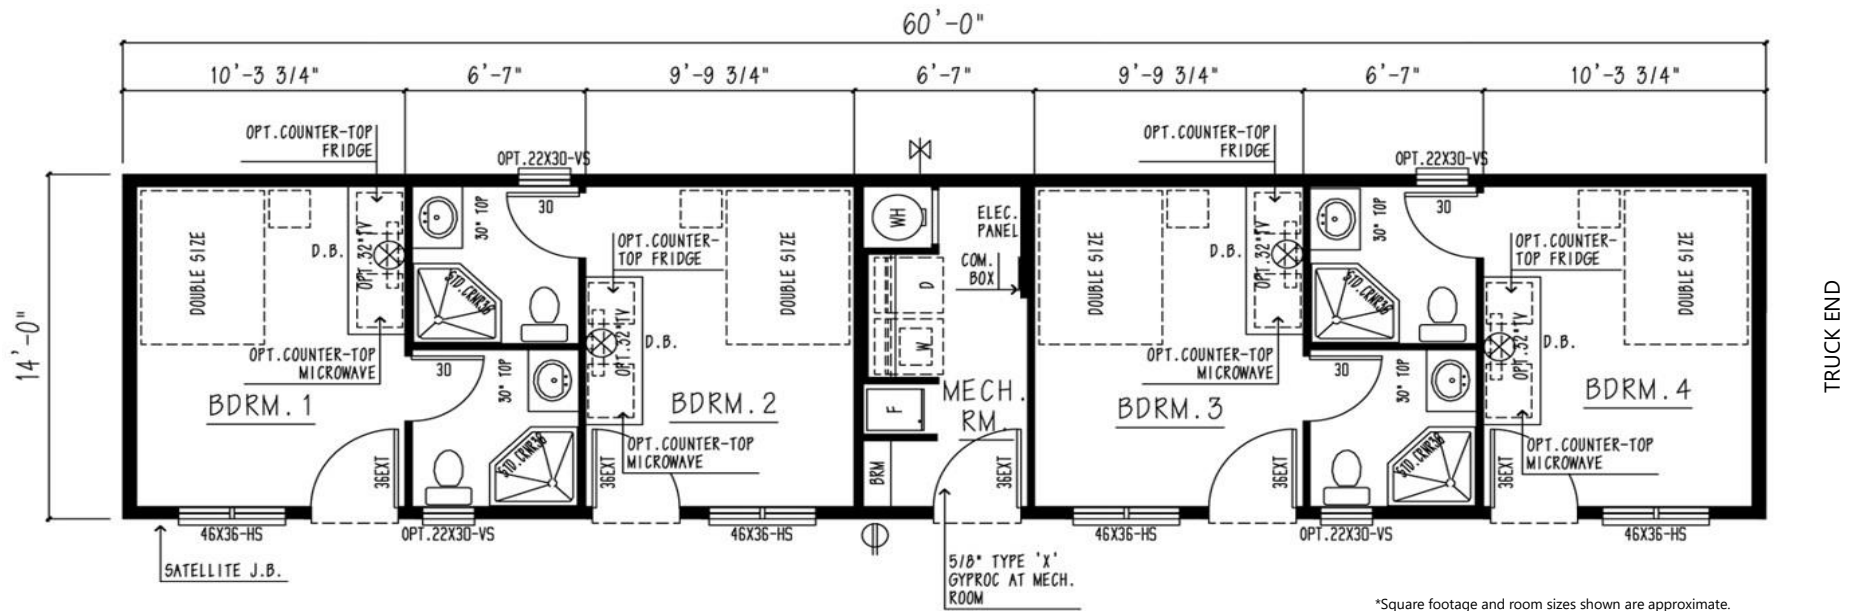 60'-0"
10'-3 3/4"
6'-7"
9'-9 3/4"
6'-7"
9'-9 3/4"
6'-7"
10'-3 3/4"
14'-0"
OPT.COUNTER-TOP
FRIDGE
OPT.22X30-VS
OPT.COUNTER-TOP
FRIDGE
OPT.22X30-VS
DOUBLE SIZE
D.B.
OPT.32"TV
30" TOP
30
STD.CRNR36
OPT.COUNTER-
TOP FRIDGE
DOUBLE SIZE
WH
ELEC.
PANEL
COM.
BOX
D
W
DOUBLE SIZE
D.B.
OPT.32"TV
30" TOP
30
STD.CRNR36
OPT.COUNTER-
TOP FRIDGE
DOUBLE SIZE
OPT.COUNTER-TOP
MICROWAVE
30
30" TOP
OPT.32"TV
D.B.
OPT.COUNTER-TOP
MICROWAVE
30
30" TOP
OPT.32"TV
D.B.
BDRM.1
BDRM.2
F
MECH.
RM.
BDRM.3
BDRM.4
36EXT
STD.CRNR36
36EXT
OPT.COUNTER-TOP
MICROWAVE
BRM
36EXT
36EXT
STD.CRNR36
36EXT
OPT.COUNTER-TOP
MICROWAVE
46X36-HS
OPT.22X30-VS
46X36-HS
46X36-HS
OPT.22X30-VS
46X36-HS
SATELLITE J.B.
5/8" TYPE 'X'
GYPROC AT MECH.
ROOM
TRUCK END
*Square footage and room sizes shown are approximate.